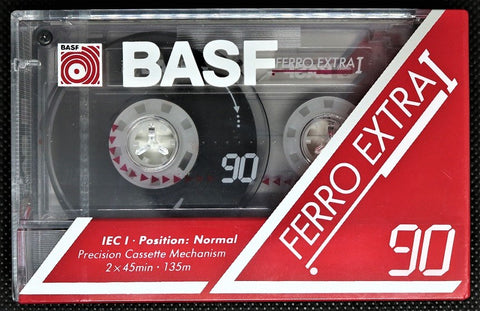 BASF
BASF
FERRO EXTRA I
90
IEC I · Position: Normal
Precision Cassette Mechanism
2 x 45min · 135m
FERRO EXTRA I
90